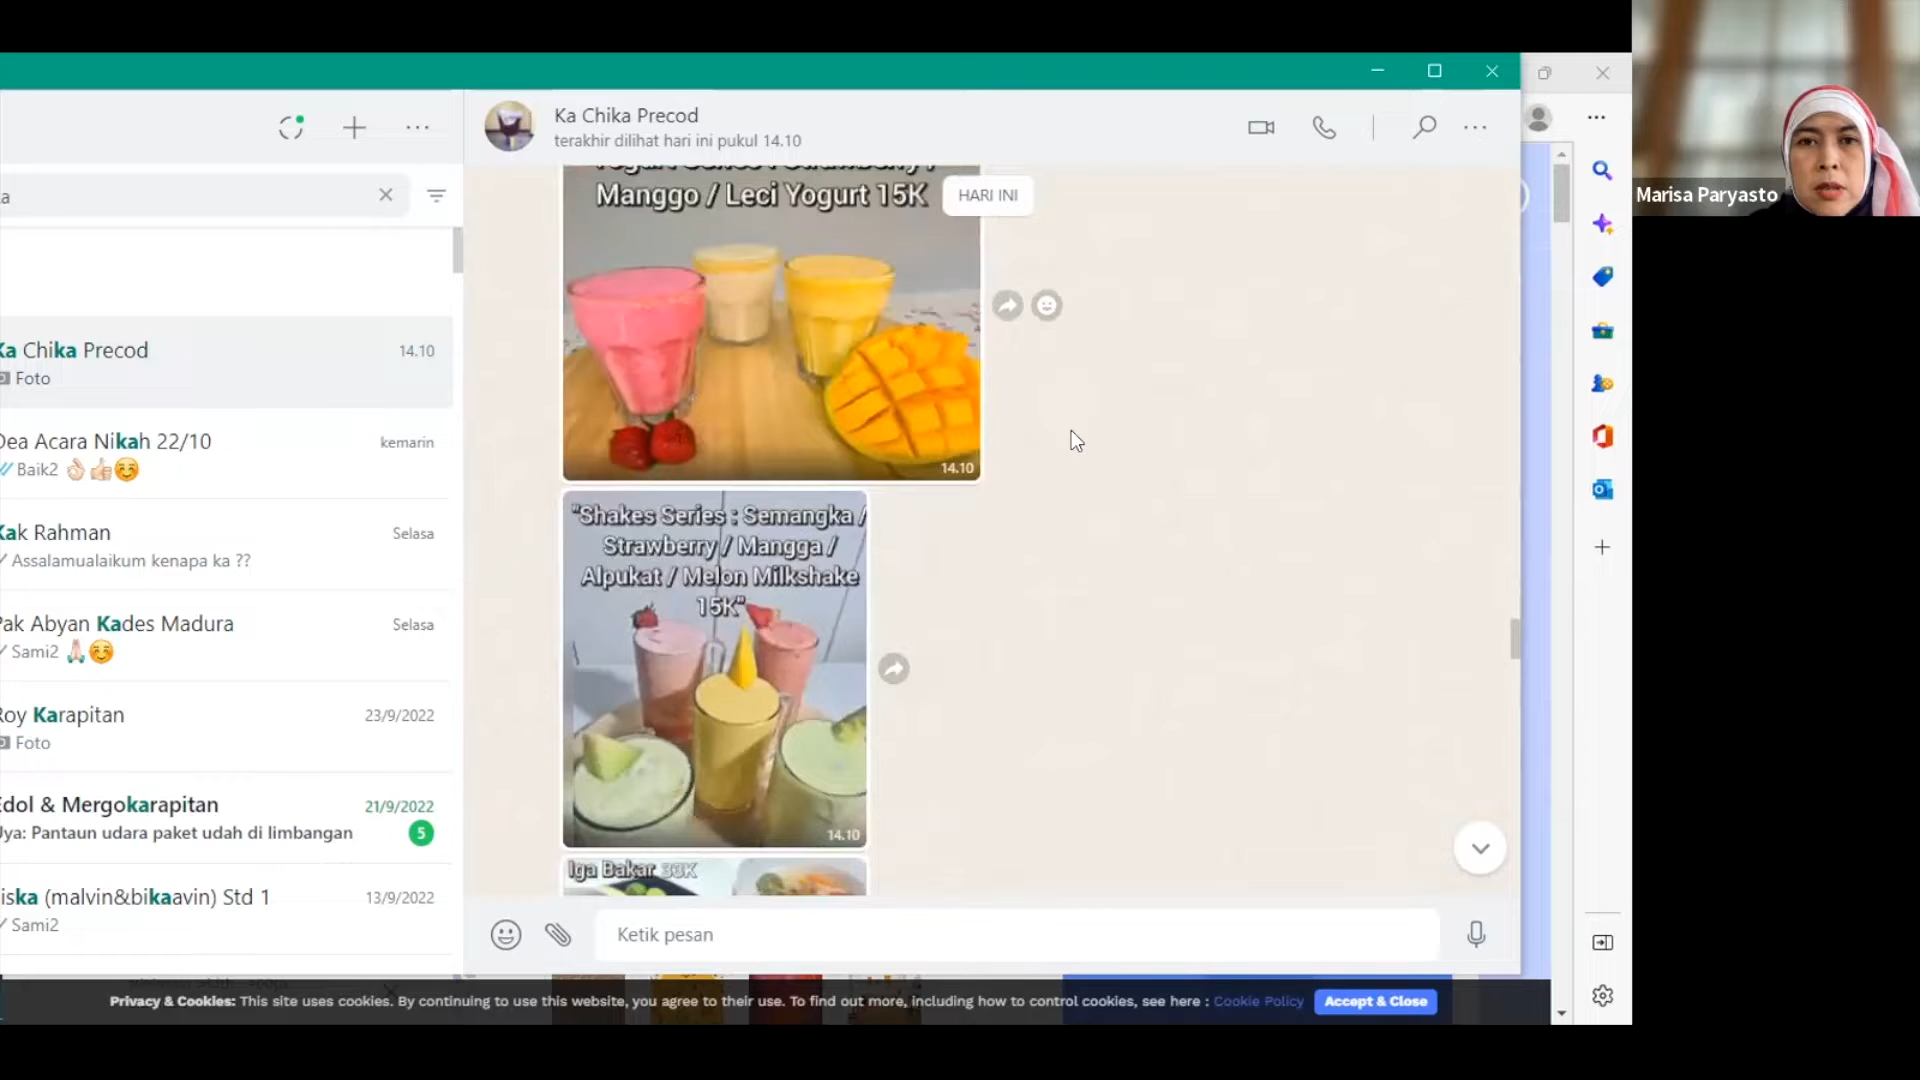 Ka Chika Precod
terakhir dilihat hari ini pukul 14.10
a
Ka Chika Precod
14.10
Foto
Dea Acara Nikah 22/10
kemarin
Baik2 👌🏻👍🏻☺️
Kak Rahman
Selasa
Assalamualaikum kenapa ka ??
Pak Abyan Kades Madura
Selasa
Sami2 🙏🏻☺️
Roy Karapitan
23/9/2022
Foto
Edol & Mergokarapitan
21/9/2022
Uya: Pantaun udara paket udah di limbangan
5
iska (malvin&bikaavin) Std 1
13/9/2022
Sami2
Manggo / Leci Yogurt 15K
HARI INI
14.10
"Shakes Series : Semangka /
Strawberry / Mangga /
Alpukat / Melon Milkshake
15K"
14.10
Iga Bakar 33K
Ketik pesan
Privacy & Cookies: This site uses cookies. By continuing to use this website, you agree to their use. To find out more, including how to control cookies, see here : Cookie Policy
Accept & Close
Marisa Paryasto